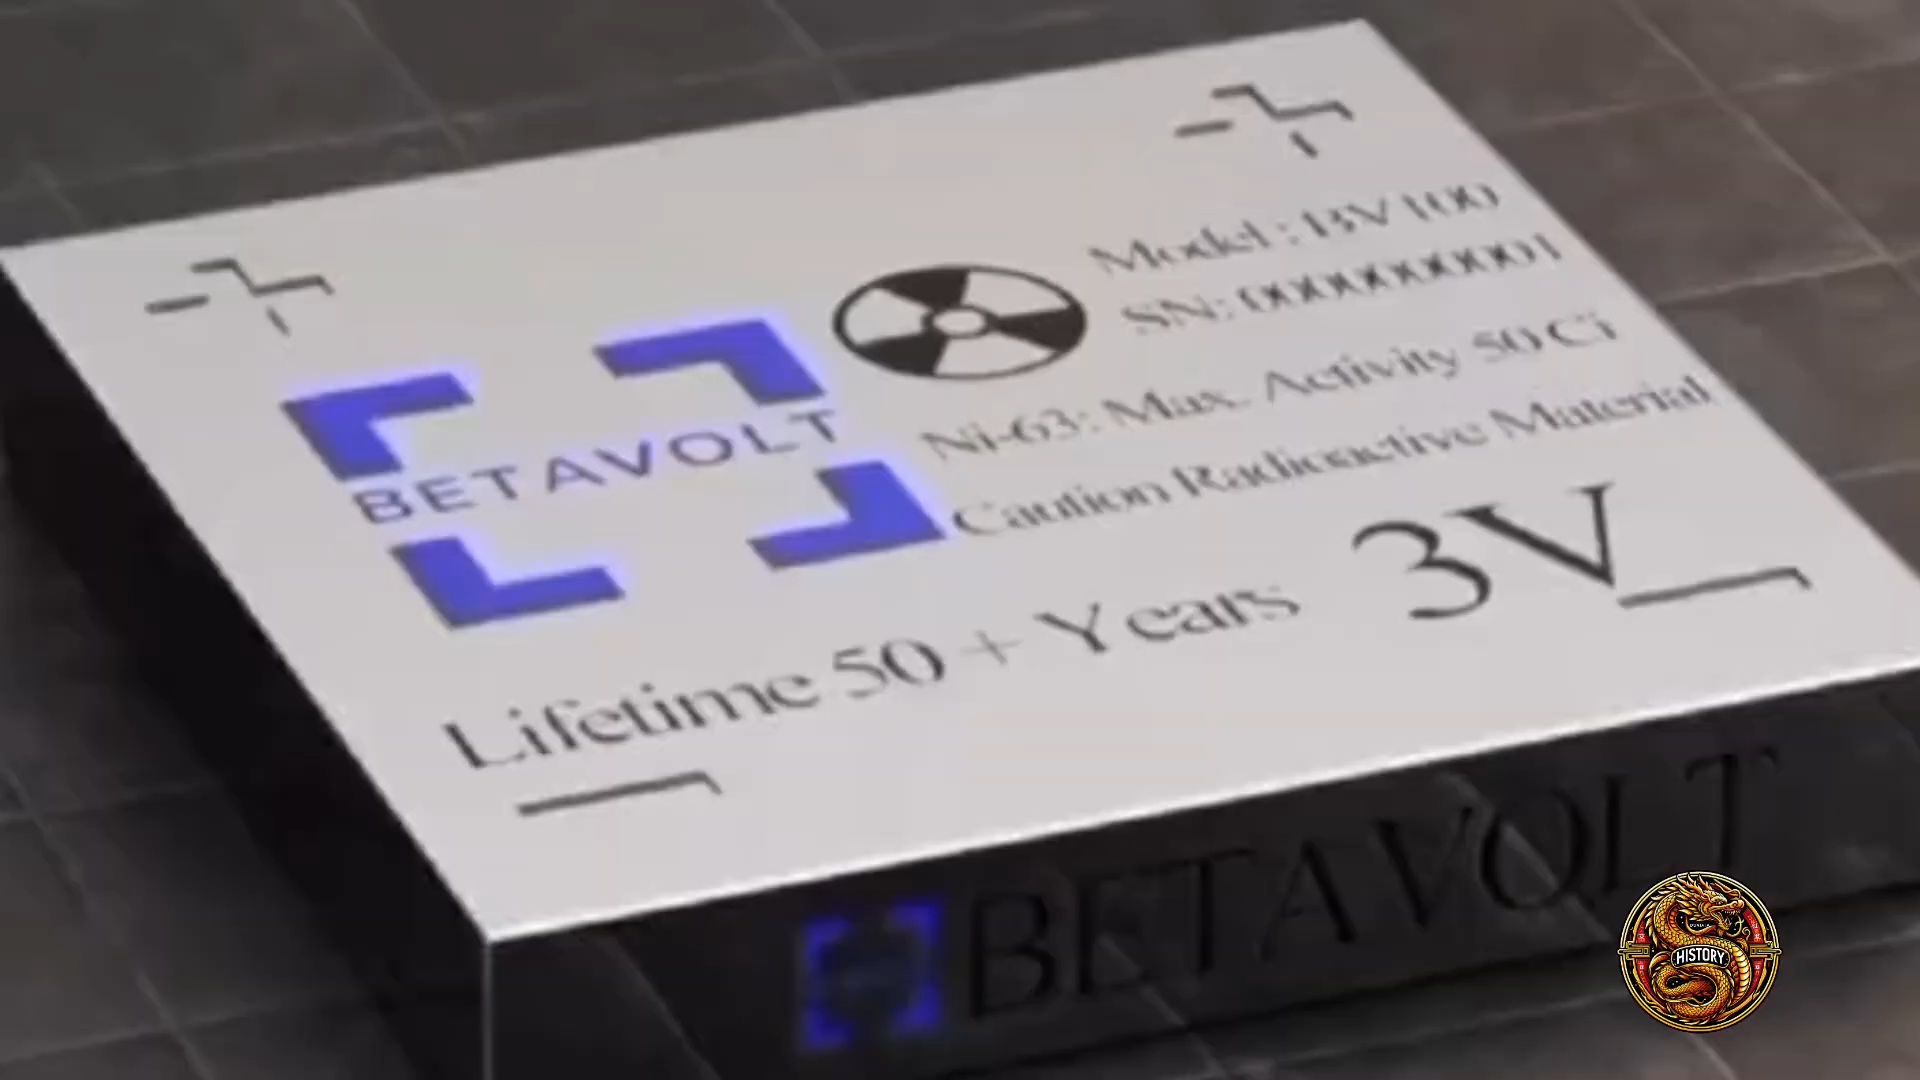 Model : BV100
SN: 0000000001
Ni-63: Max. Activity 50 Ci
Caution Radioactive Material
BETAVOLT
Lifetime 50 + Years
3V
BETAVOLT
HISTORY